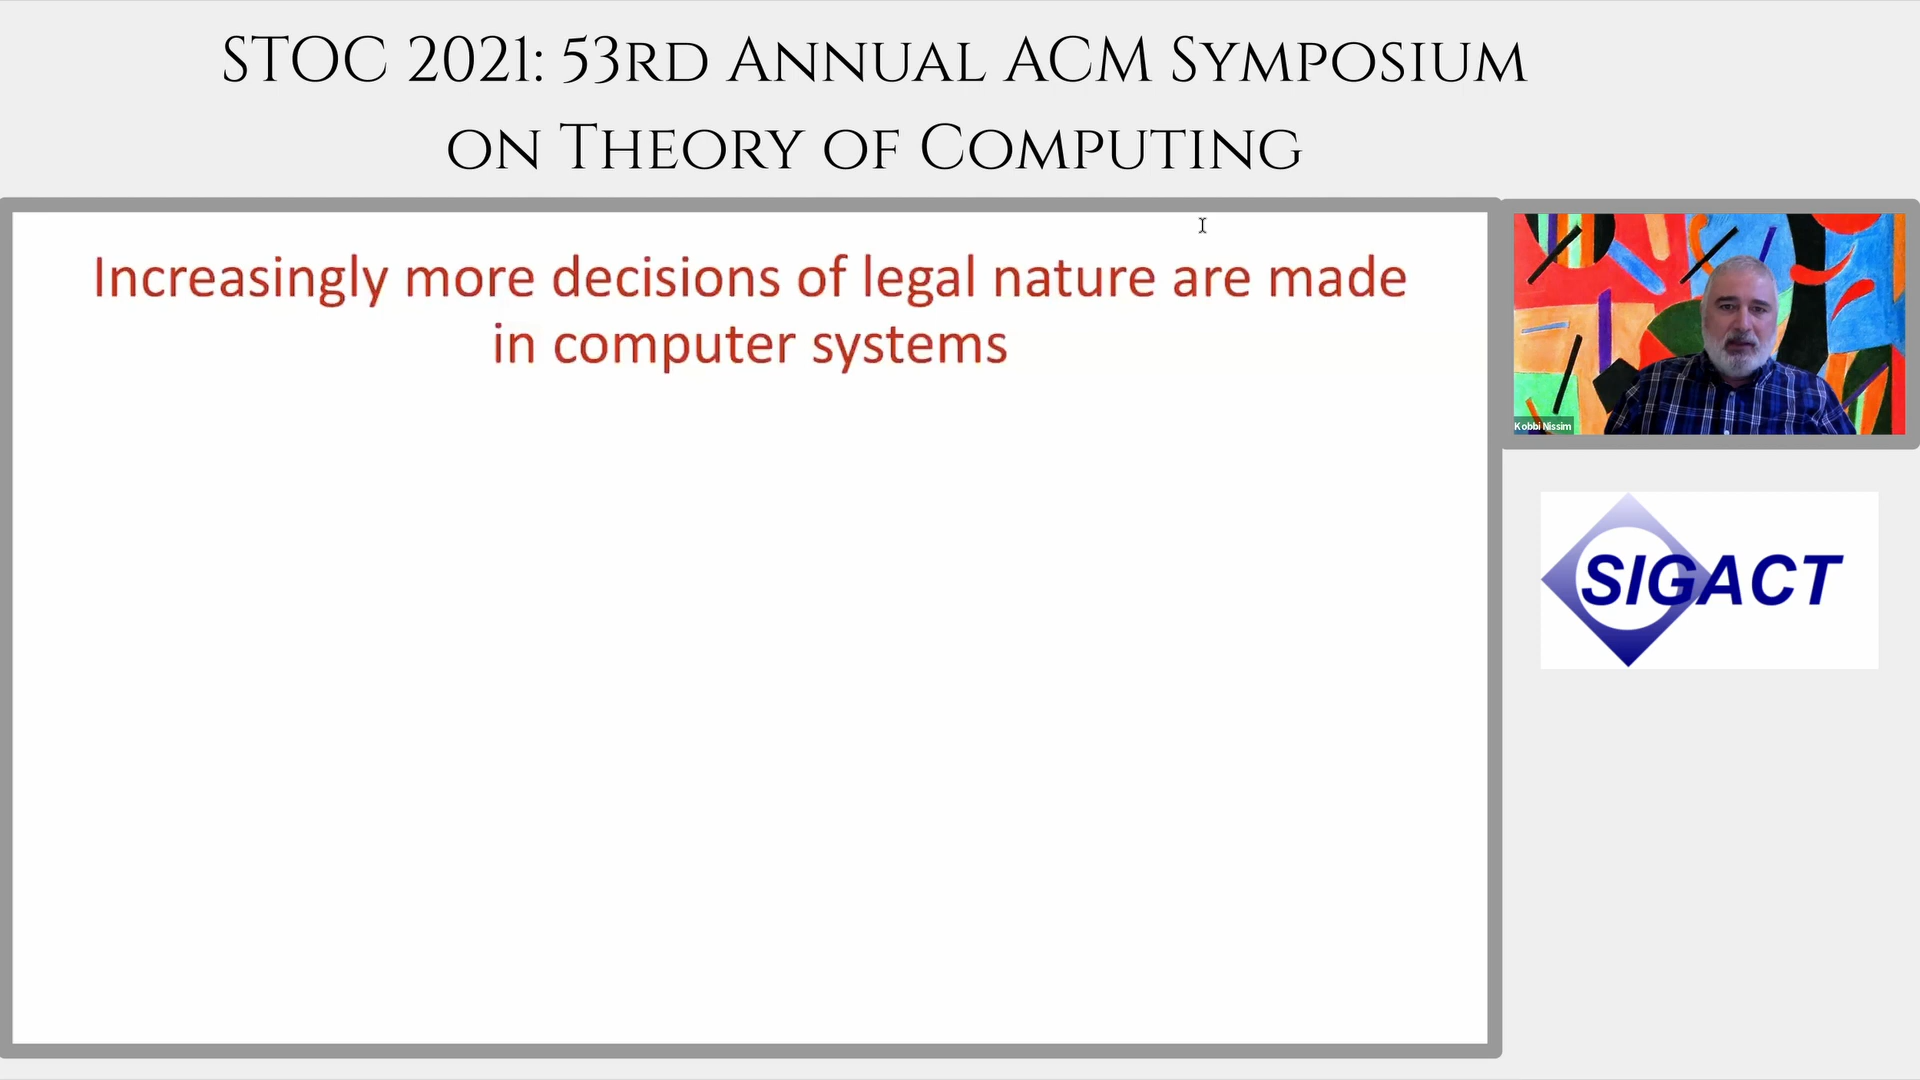 STOC 2021: 53rd Annual ACM Symposium
on Theory of Computing
Increasingly more decisions of legal nature are made
in computer systems
Kobbi Nissim
SIGACT